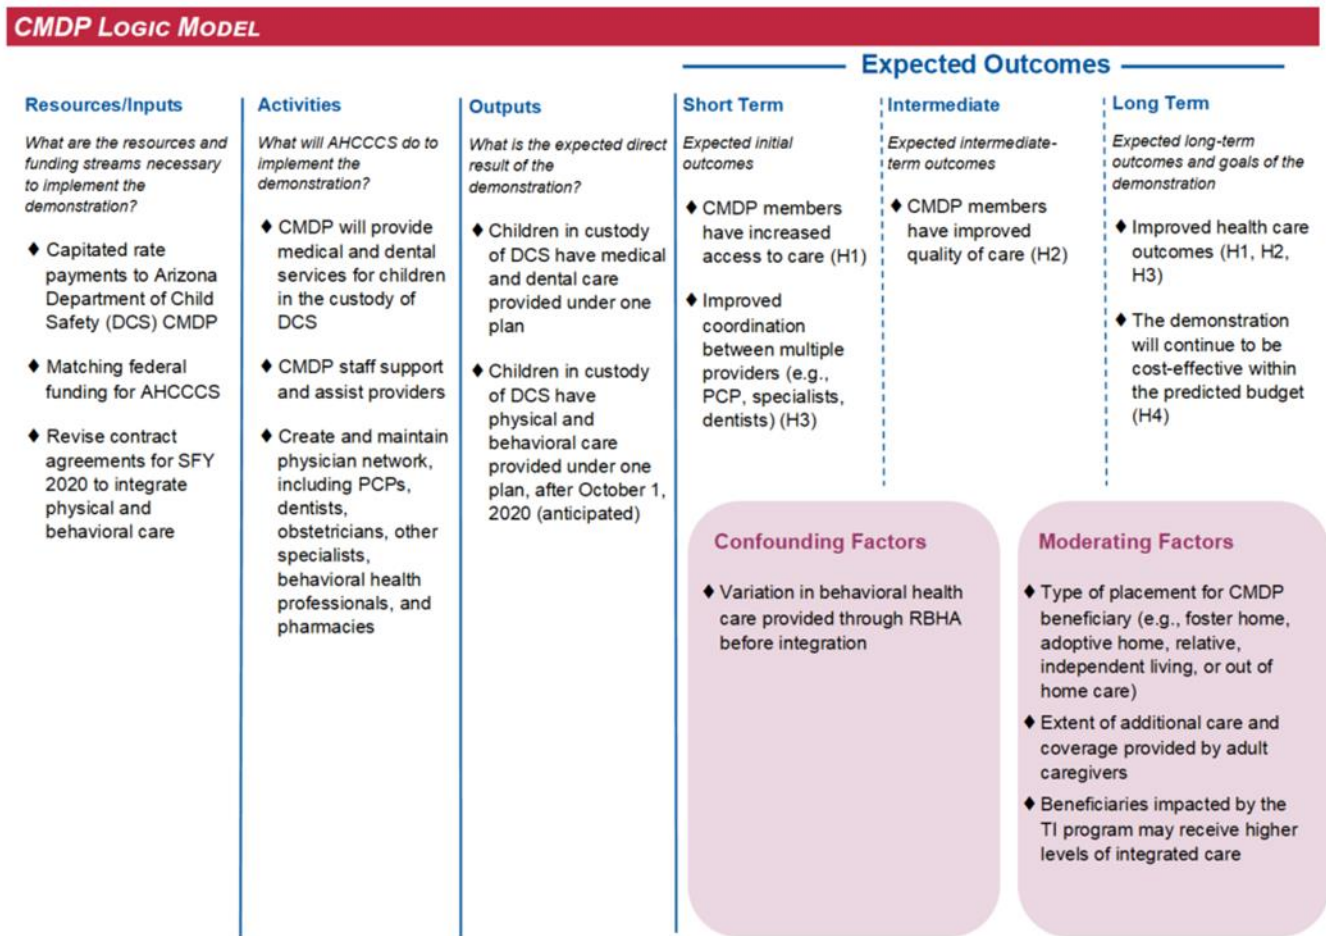 CMDP LOGIC MODEL
Expected Outcomes
Resources/Inputs
What are the resources and
funding streams necessary
to implement the
demonstration?
♦ Capitated rate
payments to Arizona
Department of Child
Safety (DCS) CMDP
♦ Matching federal
funding for AHCCCS
♦ Revise contract
agreements for SFY
2020 to integrate
physical and
behavioral care
Activities
What will AHCCCS do to
implement the
demonstration?
♦ CMDP will provide
medical and dental
services for children
in the custody of
DCS
♦ CMDP staff support
and assist providers
♦ Create and maintain
physician network,
including PCPs,
dentists,
obstetricians, other
specialists,
behavioral health
professionals, and
pharmacies
Outputs
What is the expected direct
result of the
demonstration?
♦ Children in custody
of DCS have medical
and dental care
provided under one
plan
♦ Children in custody
of DCS have
physical and
behavioral care
provided under one
plan, after October 1,
2020 (anticipated)
Short Term
Expected initial
outcomes
♦ CMDP members
have increased
access to care (H1)
♦ Improved
coordination
between multiple
providers (e.g.,
PCP, specialists,
dentists) (H3)
Intermediate
Expected intermediate-
term outcomes
♦ CMDP members
have improved
quality of care (H2)
Long Term
Expected long-term
outcomes and goals of the
demonstration
♦ Improved health care
outcomes (H1, H2,
H3)
♦ The demonstration
will continue to be
cost-effective within
the predicted budget
(H4)
Confounding Factors
♦ Variation in behavioral health
care provided through RBHA
before integration
Moderating Factors
♦ Type of placement for CMDP
beneficiary (e.g., foster home,
adoptive home, relative,
independent living, or out of
home care)
♦ Extent of additional care and
coverage provided by adult
caregivers
♦ Beneficiaries impacted by the
TI program may receive higher
levels of integrated care